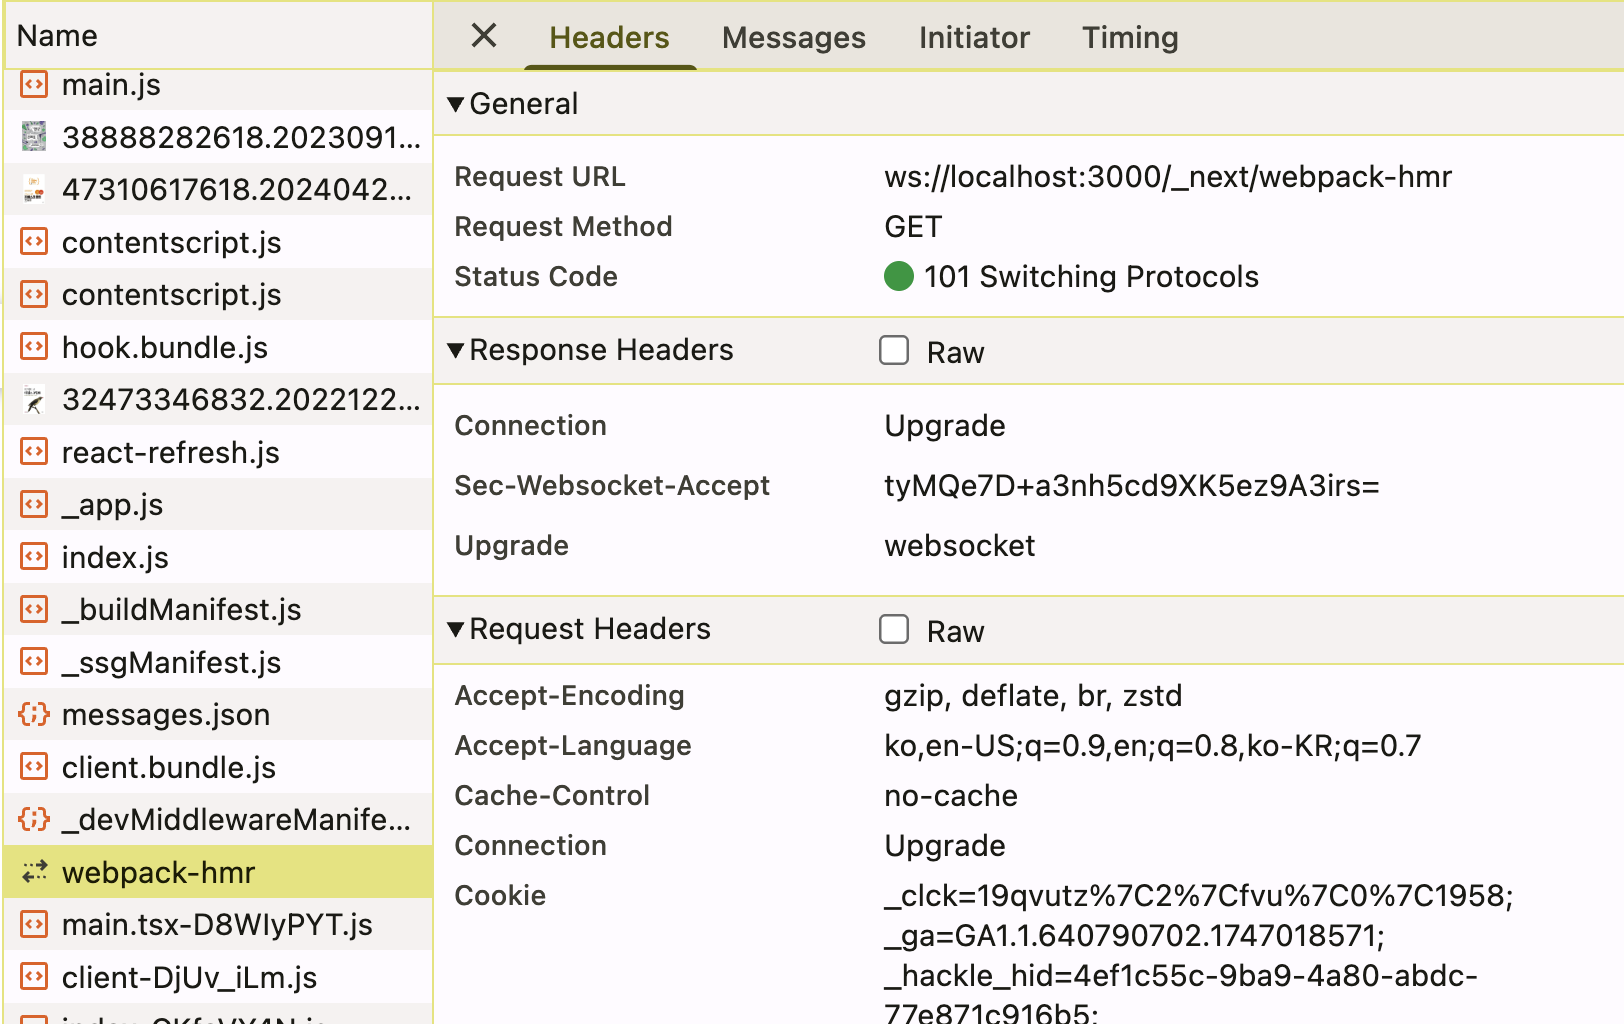 Name
main.js
38888282618.2023091...
47310617618.2024042...
contentscript.js
contentscript.js
hook.bundle.js
32473346832.2022122...
react-refresh.js
_app.js
index.js
_buildManifest.js
_ssgManifest.js
messages.json
client.bundle.js
_devMiddlewareManife...
webpack-hmr
main.tsx-D8WIyPYT.js
client-DjUv_iLm.js
Headers Messages Initiator Timing
General
Request URL ws://localhost:3000/_next/webpack-hmr
Request Method GET
Status Code 101 Switching Protocols
Response Headers Raw
Connection Upgrade
Sec-Websocket-Accept tyMQe7D+a3nh5cd9XK5ez9A3irs=
Upgrade websocket
Request Headers Raw
Accept-Encoding gzip, deflate, br, zstd
Accept-Language ko,en-US;q=0.9,en;q=0.8,ko-KR;q=0.7
Cache-Control no-cache
Connection Upgrade
Cookie _clck=19qvutz%7C2%7Cfvu%7C0%7C1958;
_ga=GA1.1.640790702.1747018571;
_hackle_hid=4ef1c55c-9ba9-4a80-abdc-
77e871c916b5;